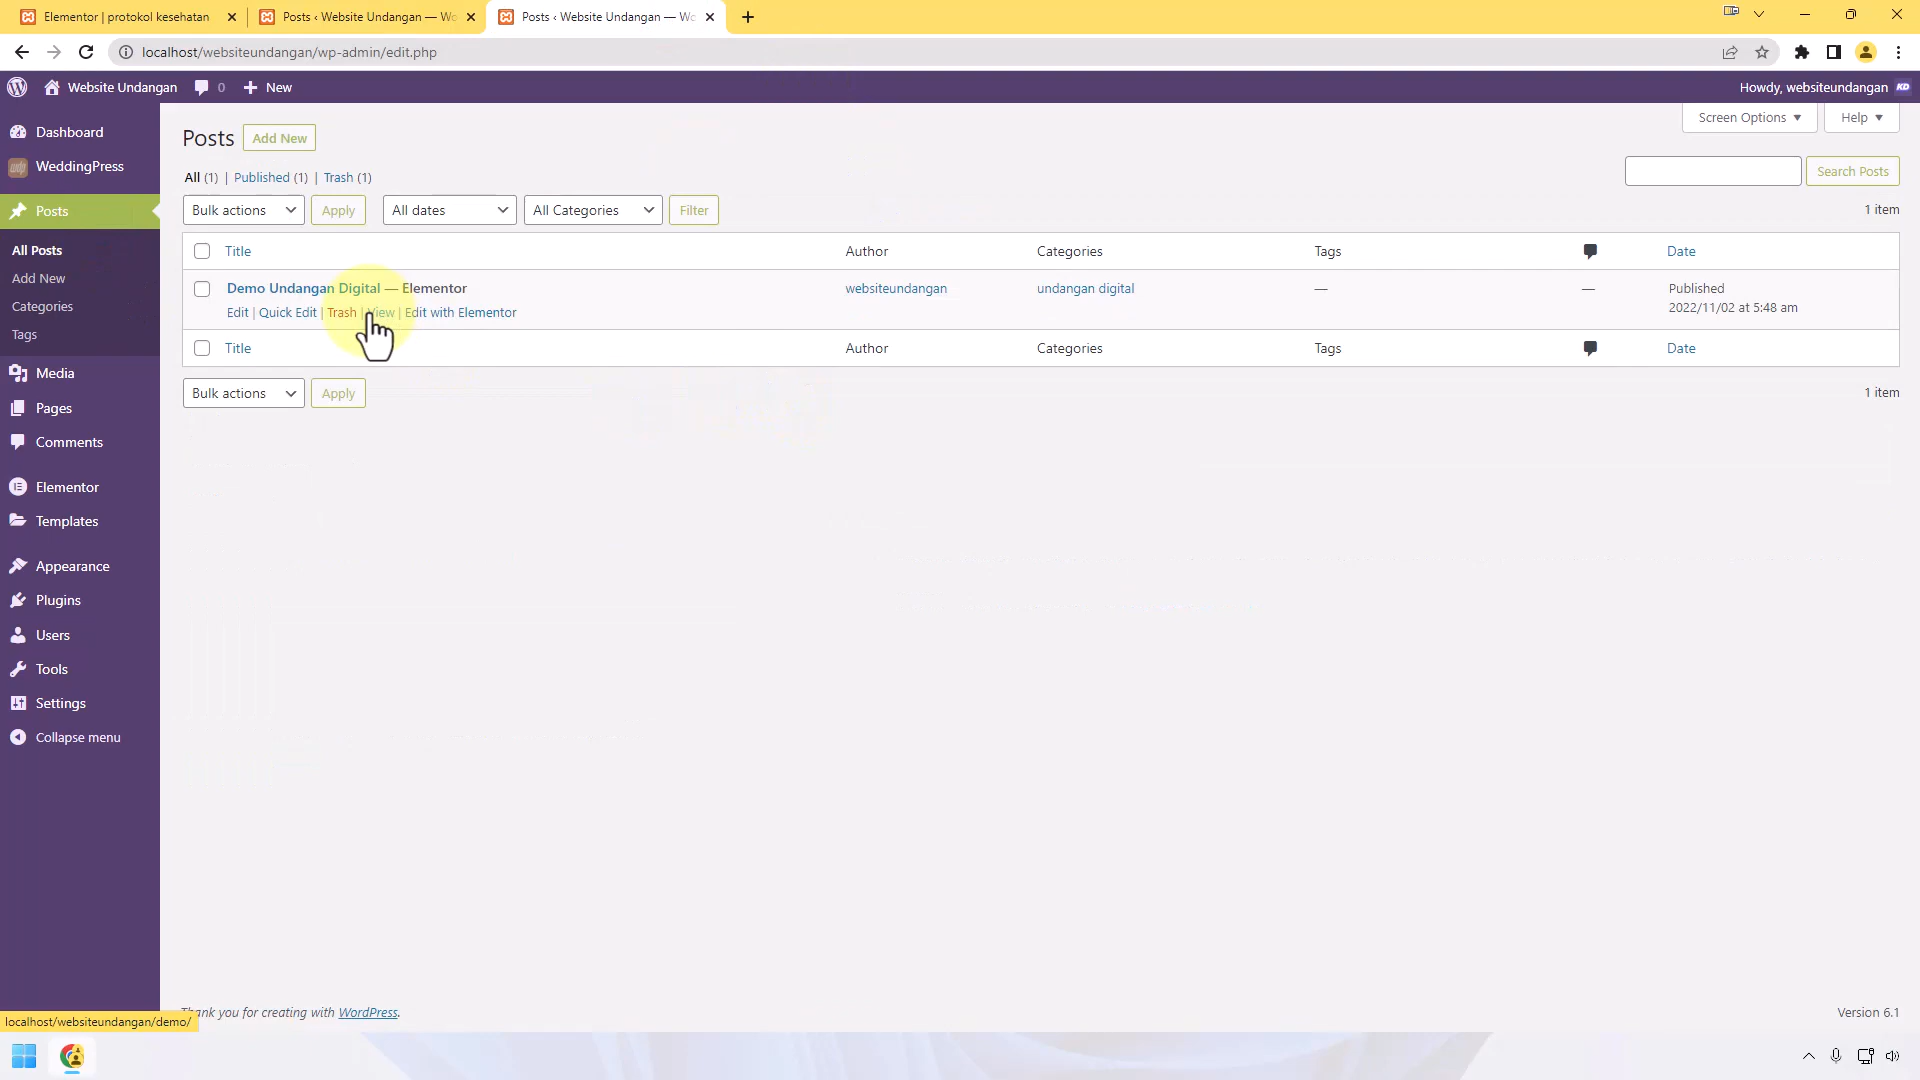 Elementor | protokol kesehatan
Posts ‹ Website Undangan — Wo
Posts ‹ Website Undangan — Wo
localhost/websiteundangan/wp-admin/edit.php
Website Undangan 0 New
Howdy, websiteundangan KD
Dashboard
WeddingPress
Posts
All Posts
Add New
Categories
Tags
Media
Pages
Comments
Elementor
Templates
Appearance
Plugins
Users
Tools
Settings
Collapse menu
Screen Options ▼ Help ▼
Posts Add New
All (1) | Published (1) | Trash (1)
Search Posts
Bulk actions Apply All dates All Categories Filter 1 item
Title Author Categories Tags Date
Demo Undangan Digital — Elementor websiteundangan undangan digital — — Published
Edit | Quick Edit | Trash | View | Edit with Elementor 2022/11/02 at 5:48 am
Title Author Categories Tags Date
Bulk actions Apply 1 item
Thank you for creating with WordPress. Version 6.1
localhost/websiteundangan/demo/